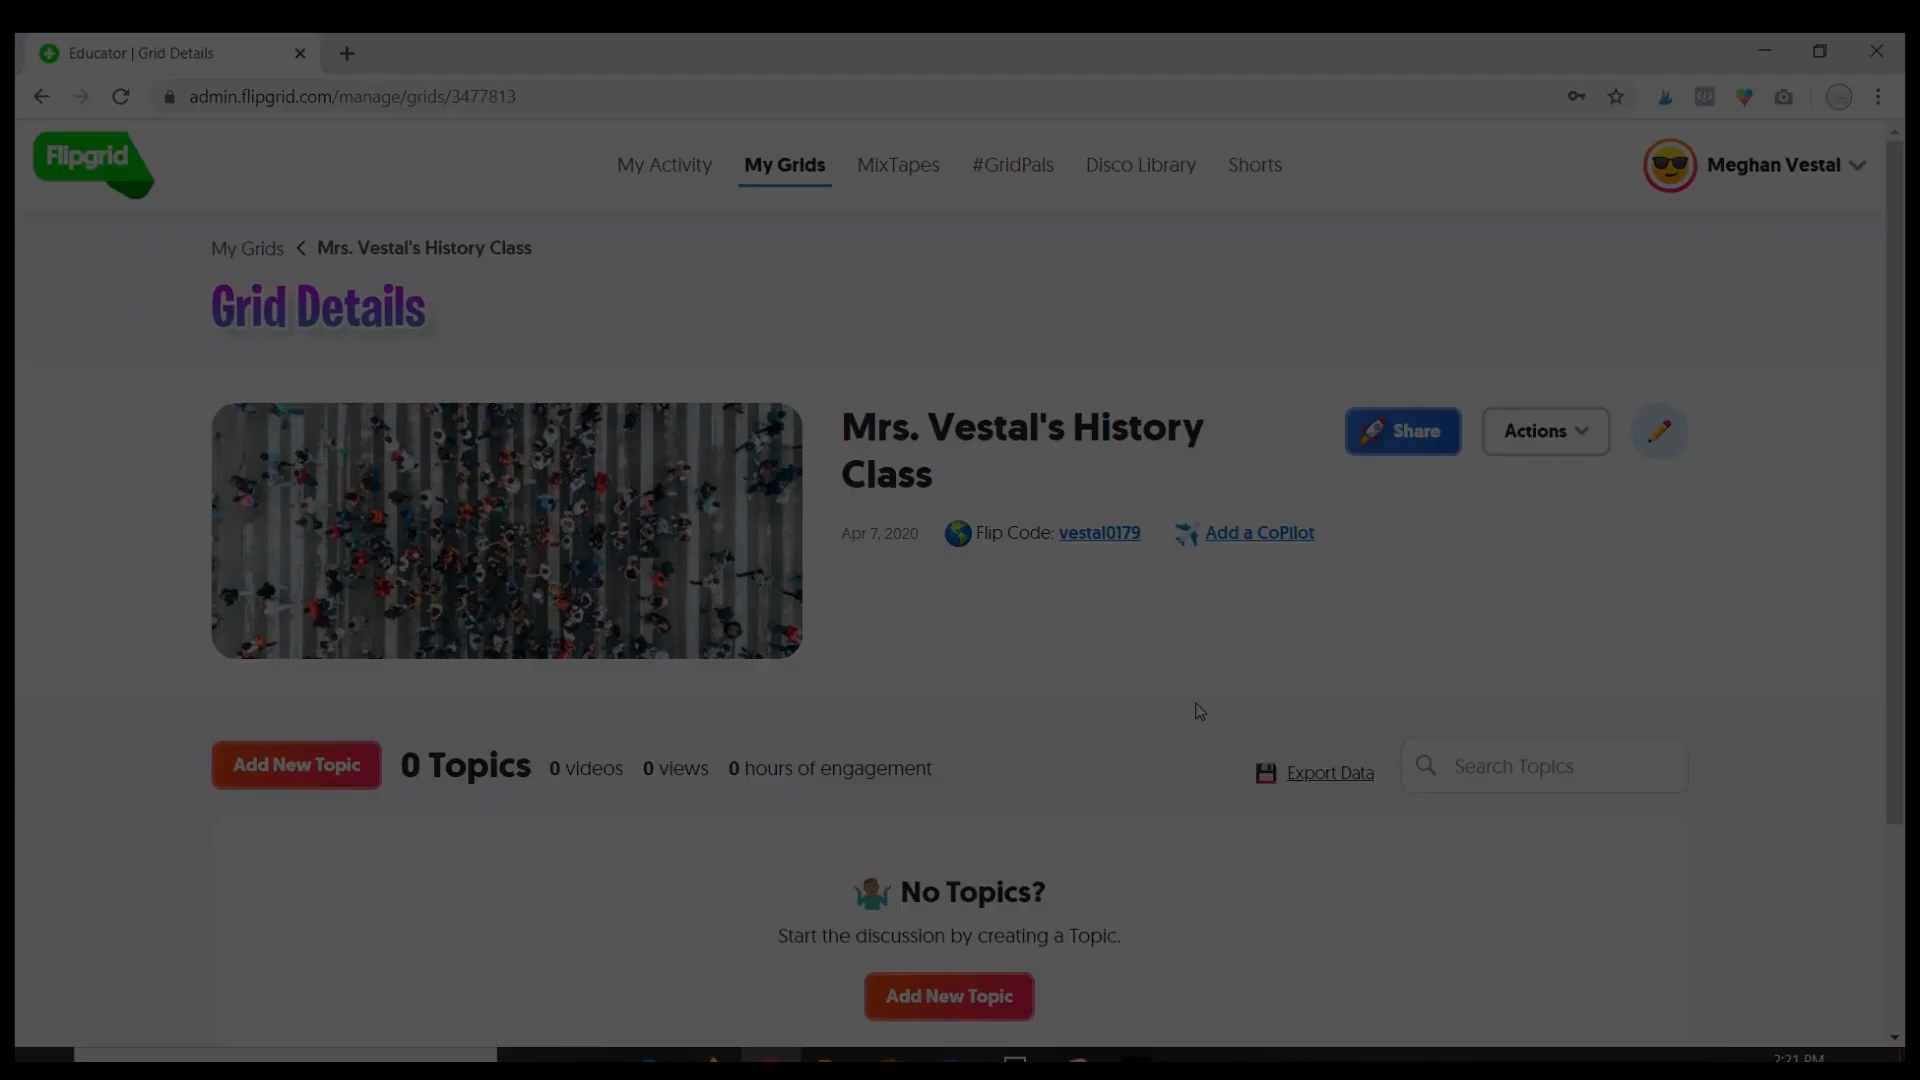 Educator | Grid Details
admin.flipgrid.com/manage/grids/3477813
Flipgrid
My Activity My Grids MixTapes #GridPals Disco Library Shorts
Meghan Vestal
My Grids < Mrs. Vestal's History Class
Grid Details
Mrs. Vestal's History
Class
Share
Actions
Apr 7, 2020 Flip Code: vestal0179 Add a CoPilot
Add New Topic 0 Topics 0 videos 0 views 0 hours of engagement
Export Data
Search Topics
No Topics?
Start the discussion by creating a Topic.
Add New Topic
2:21 PM